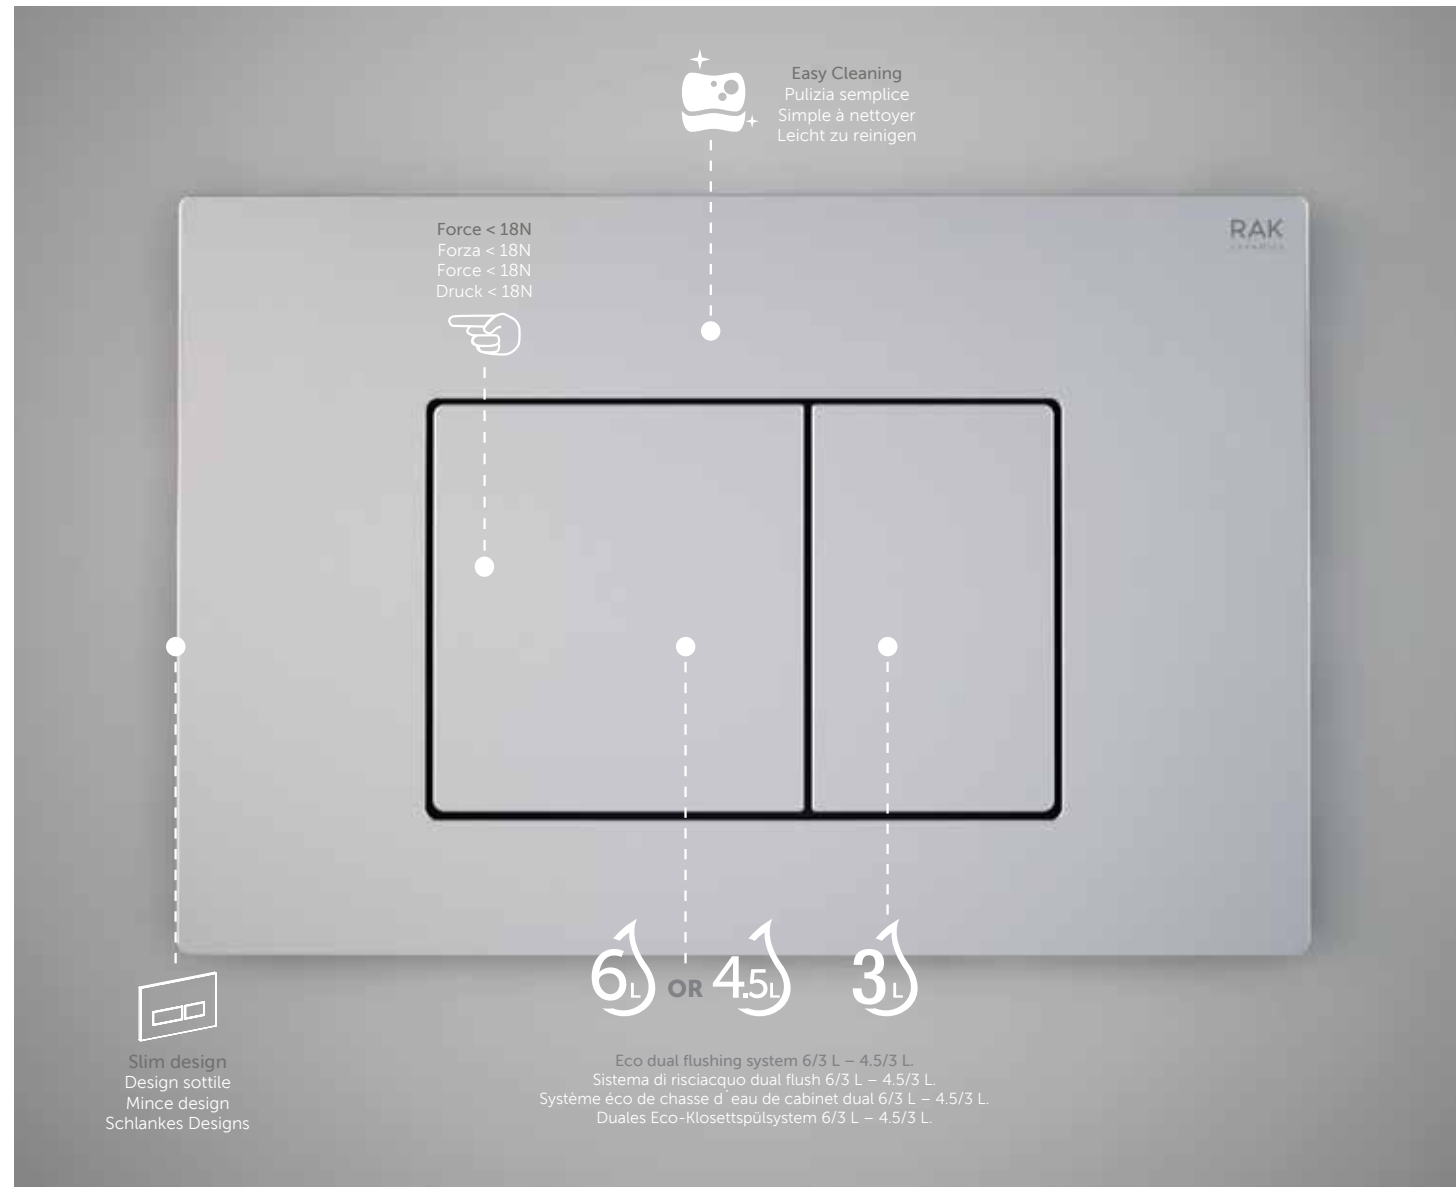 Easy Cleaning
Pulizia semplice
Simple à nettoyer
Leicht zu reinigen
Force < 18N
Forza < 18N
Force < 18N
Druck < 18N
RAK
CERAMICS
6L OR 4.5L
3L
Slim design
Design sottile
Mince design
Schlankes Designs
Eco dual flushing system 6/3 L – 4.5/3 L.
Sistema di risciacquo dual flush 6/3 L – 4.5/3 L.
Système éco de chasse d´eau de cabinet dual 6/3 L – 4.5/3 L.
Duales Eco-Klosettspülsystem 6/3 L – 4.5/3 L.